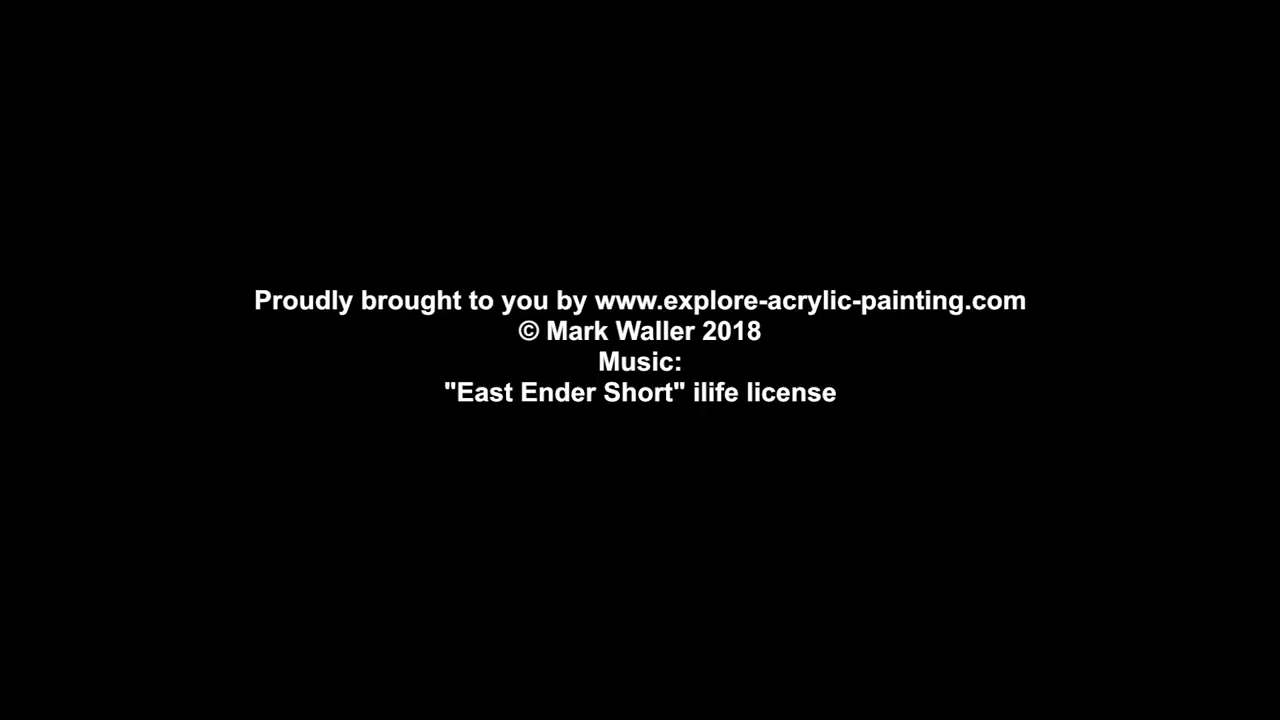 Proudly brought to you by www.explore-acrylic-painting.com
© Mark Waller 2018
Music:
"East Ender Short" ilife license